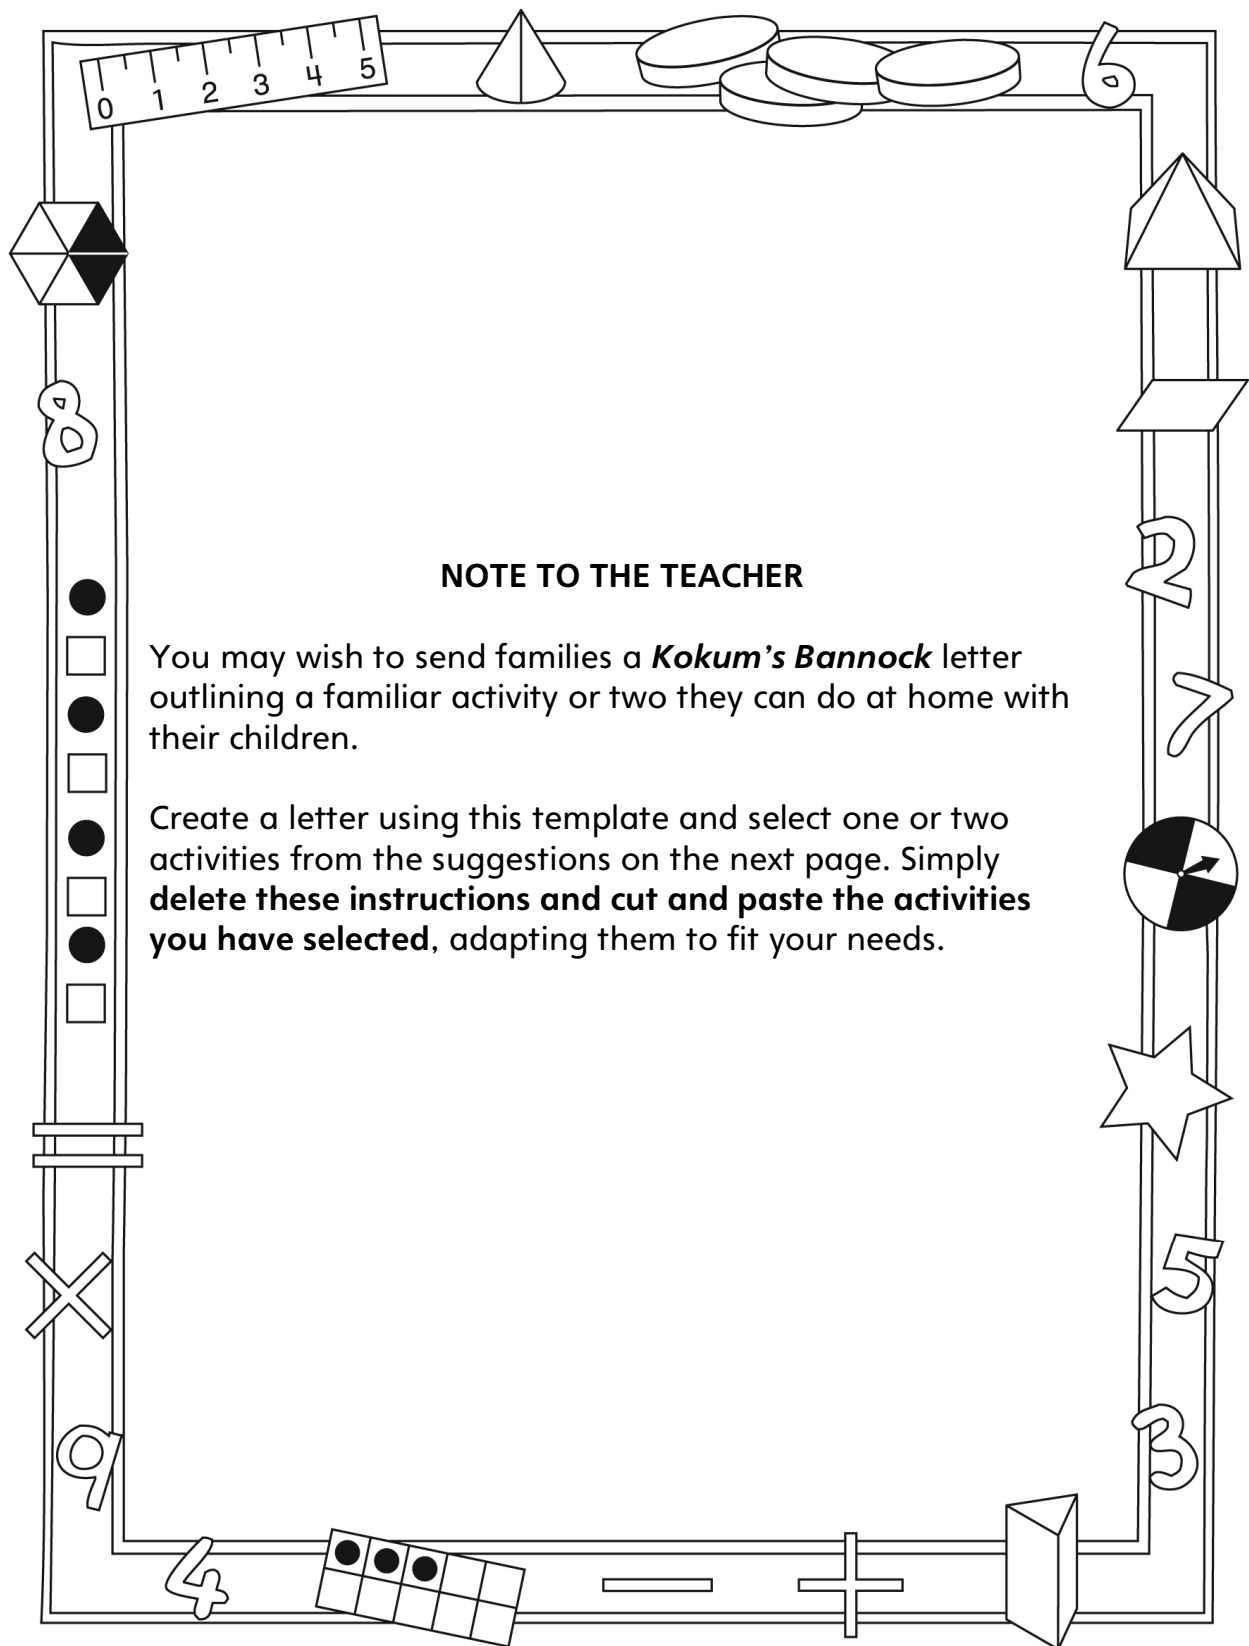 0 1 2 3 4 5
6
8
2
7
5
3
9
4
NOTE TO THE TEACHER
You may wish to send families a Kokum’s Bannock letter
outlining a familiar activity or two they can do at home with
their children.
Create a letter using this template and select one or two
activities from the suggestions on the next page. Simply
delete these instructions and cut and paste the activities
you have selected, adapting them to fit your needs.